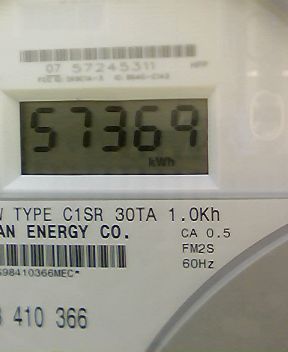 07 57245311
57369
kWh
TYPE C1SR 30TA 1.0Kh
AN ENERGY CO. CA 0.5
FM2S
60Hz
S98410366MEC*
410 366